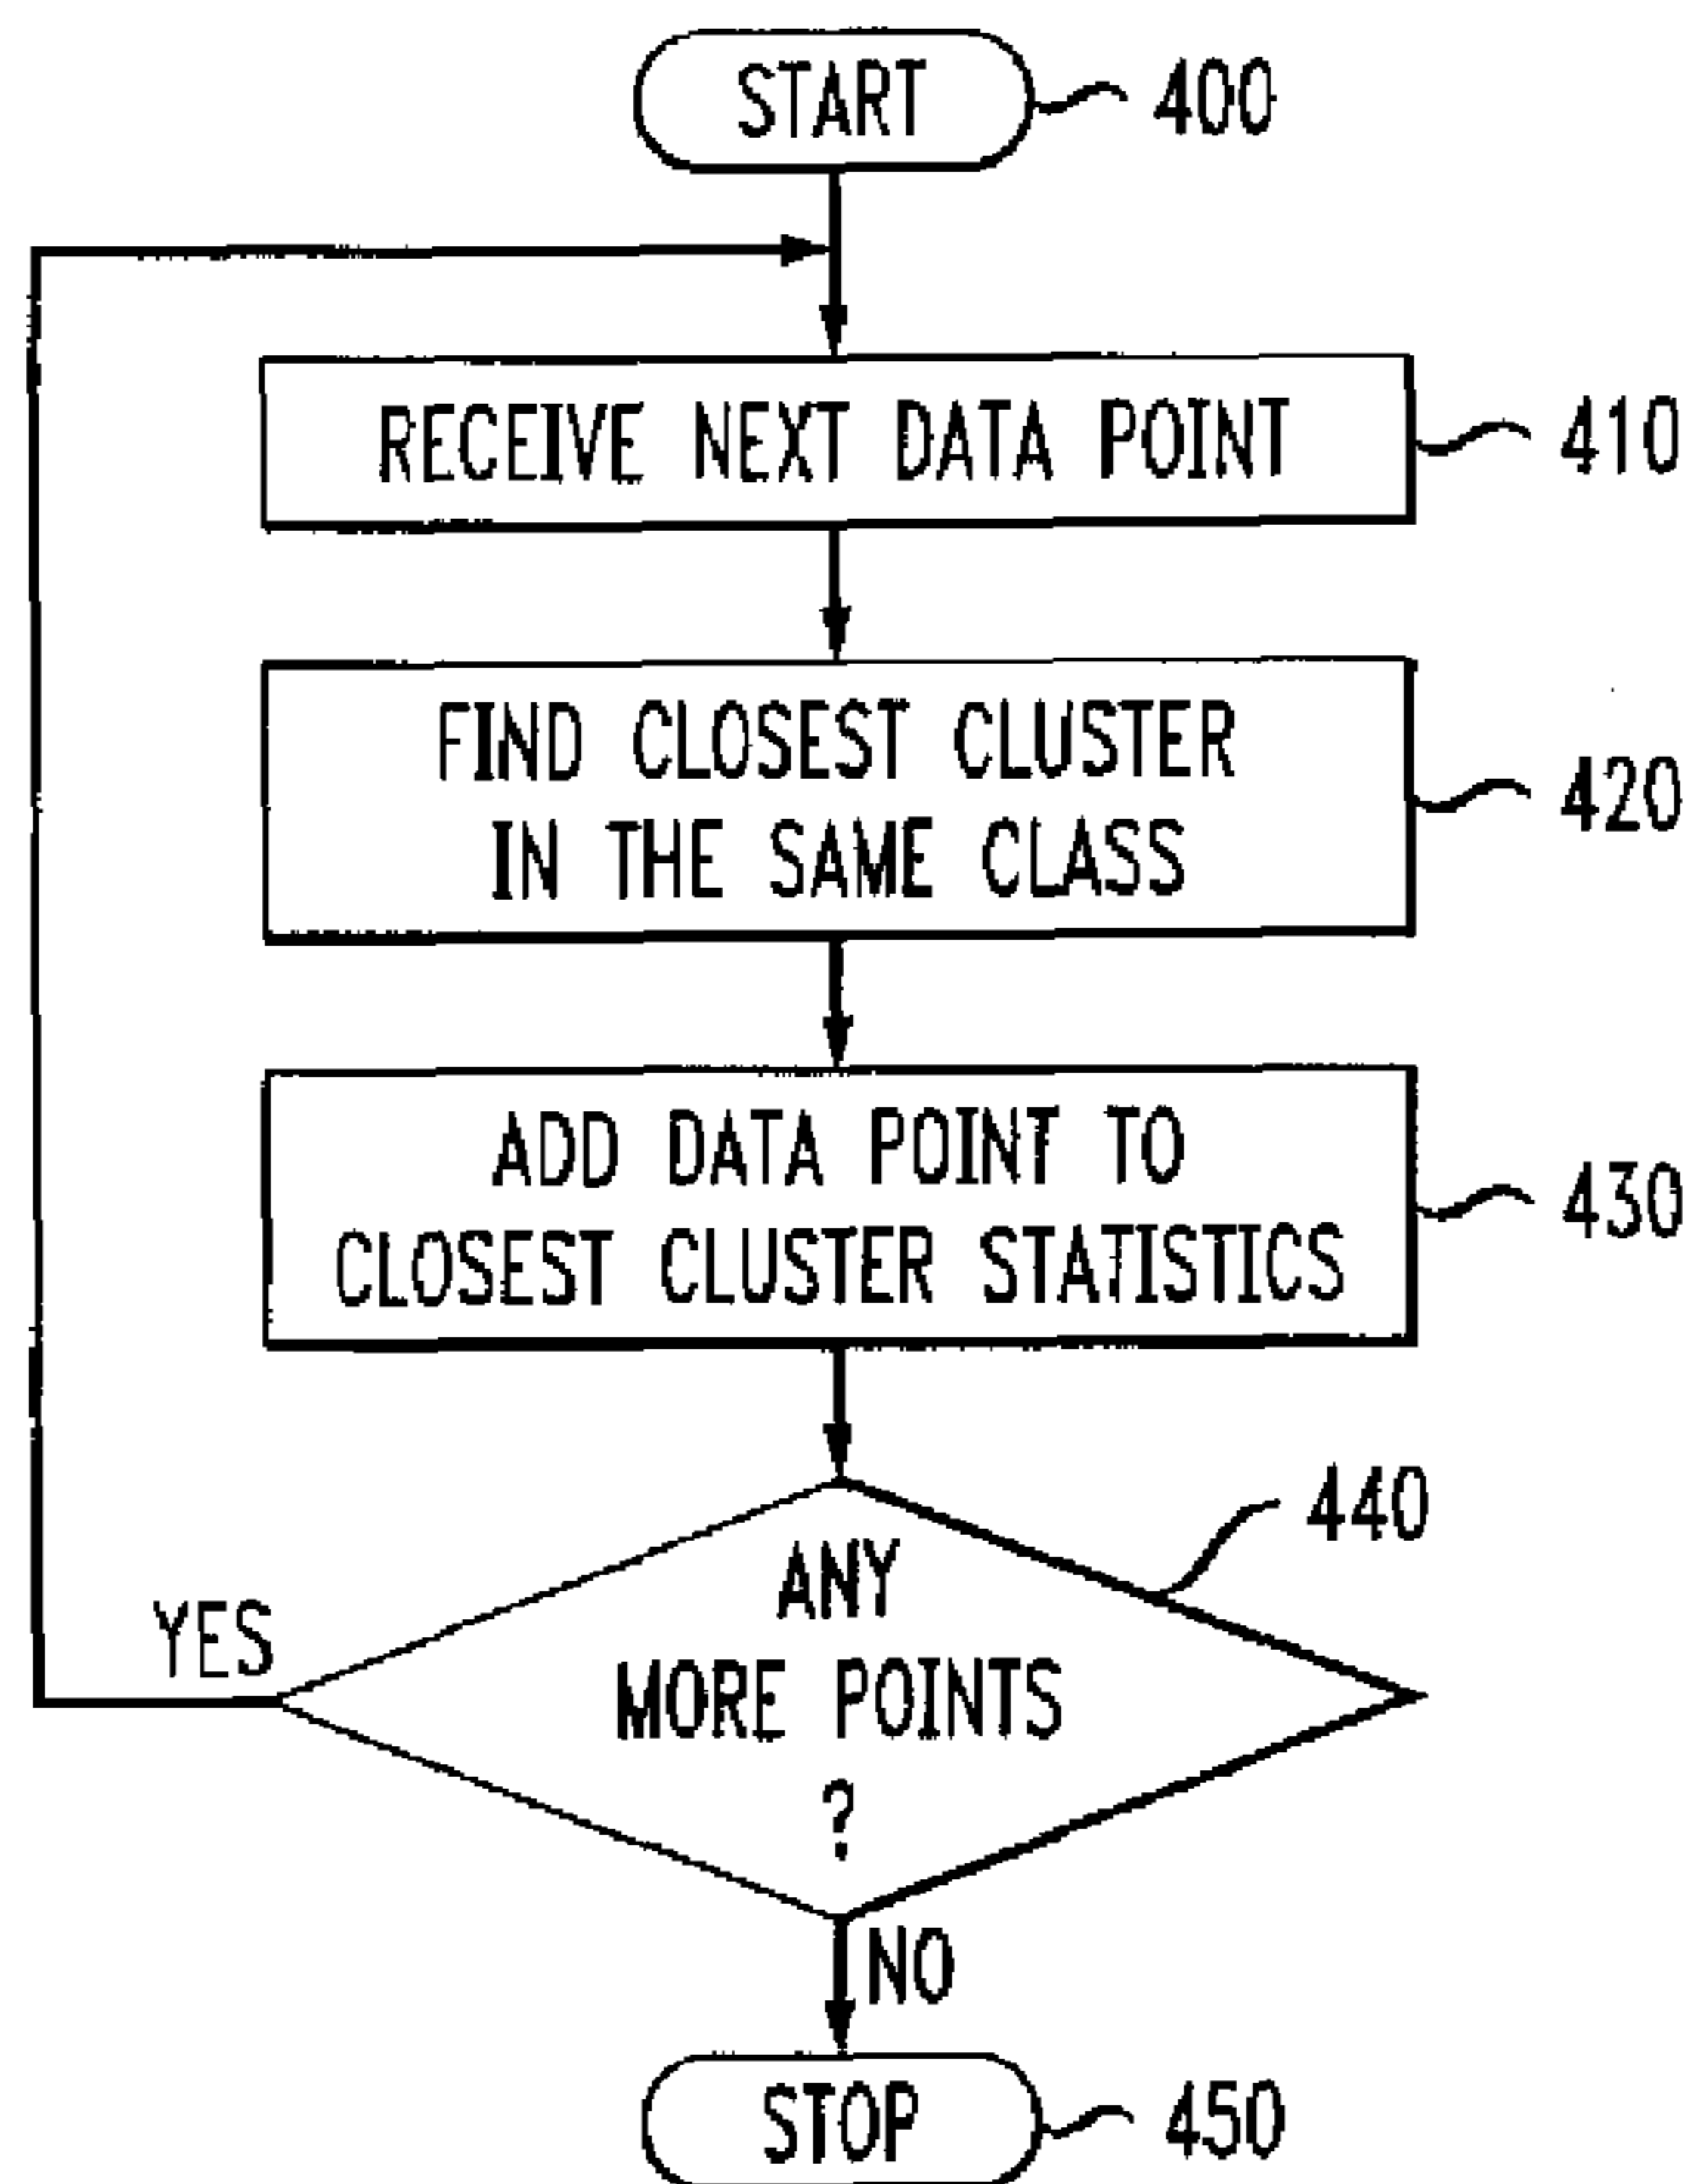 START
400
RECEIVE NEXT DATA POINT
410
FIND CLOSEST CLUSTER
IN THE SAME CLASS
420
ADD DATA POINT TO
CLOSEST CLUSTER STATISTICS
430
440
ANY
MORE POINTS
?
YES
NO
STOP
450